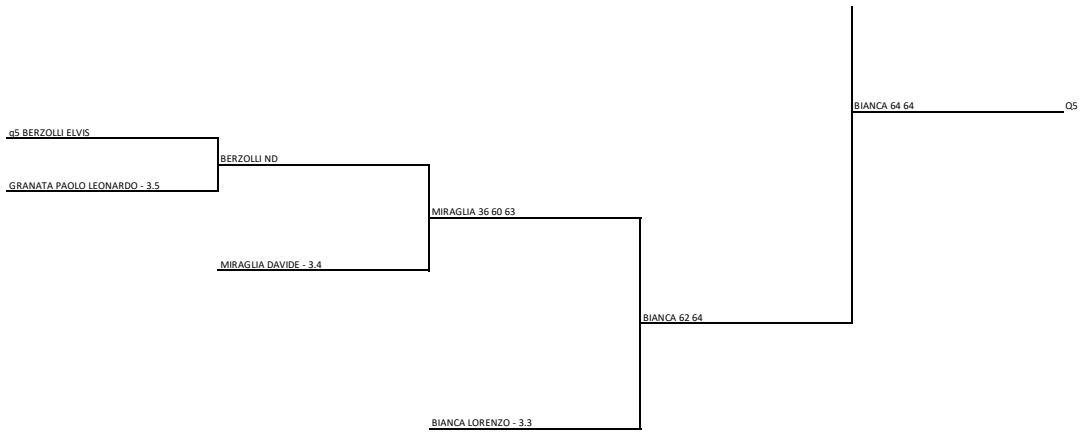 BIANCA 64 64
Q5
q5 BERZOLLI ELVIS
BERZOLLI ND
GRANATA PAOLO LEONARDO - 3.5
MIRAGLIA 36 60 63
MIRAGLIA DAVIDE - 3.4
BIANCA 62 64
BIANCA LORENZO - 3.3